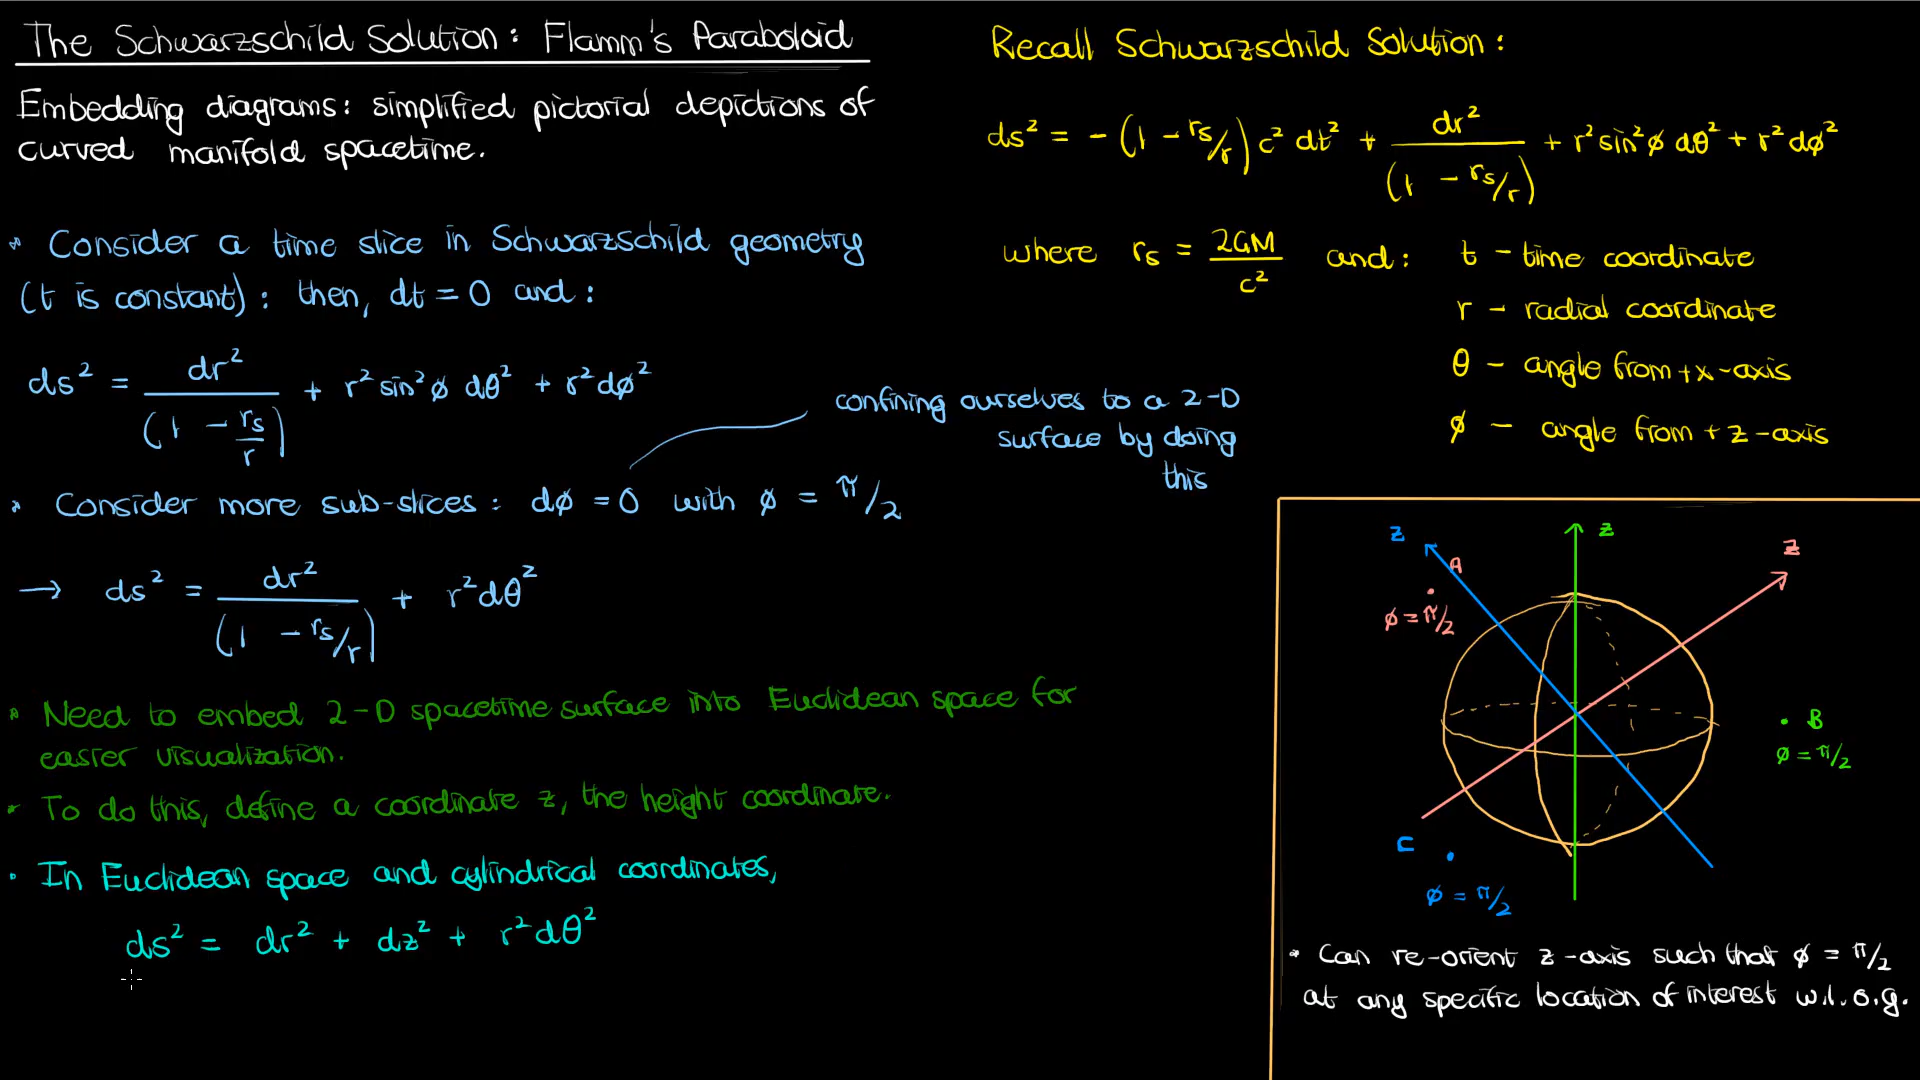 The Schwarzschild Solution: Flamm's Paraboloid
Embedding diagrams: simplified pictorial depictions of
curved manifold spacetime.
* Consider a time slice in Schwarzschild geometry
(t is constant): then, dt = 0 and:
ds² = dr²/(1 - rs/r) + r² sin² φ dθ² + r² dφ²
confining ourselves to a 2-D
surface by doing
this
* Consider more sub-slices: dφ = 0 with φ = π/2
→ ds² = dr²/(1 - rs/r) + r² dθ²
* Need to embed 2-D spacetime surface into Euclidean space for
easier visualization.
* To do this, define a coordinate z, the height coordinate.
• In Euclidean space and cylindrical coordinates,
ds² = dr² + dz² + r² dθ²
Recall Schwarzschild Solution:
ds² = -(1 - rs/r) c² dt² + dr²/(1 - rs/r) + r² sin² φ dθ² + r² dφ²
where rs = 2GM/c² and: t - time coordinate
r - radial coordinate
θ - angle from +x-axis
φ - angle from +z-axis
z
z
z
A
φ = π/2
B
φ = π/2
C
φ = π/2
* Can re-orient z-axis such that φ = π/2
at any specific location of interest w.l.o.g.